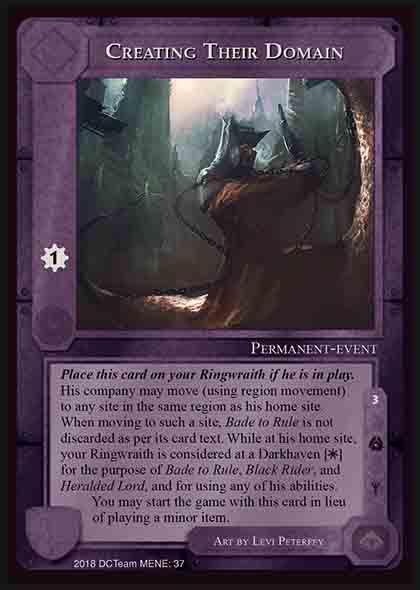 CREATING THEIR DOMAIN
1
PERMANENT-EVENT
Place this card on your Ringwraith if he is in play.
His company may move (using region movement)
to any site in the same region as his home site.
When moving to such a site, Bade to Rule is not
discarded as per its card text. While at his home site,
your Ringwraith is considered at a Darkhaven [☀]
for the purpose of Bade to Rule, Black Rider, and
Heralded Lord, and for using any of his abilities.
You may start the game with this card in lieu
of playing a minor item.
3
ART BY LEVI PETERFFY
2018 DCTeam MENE: 37